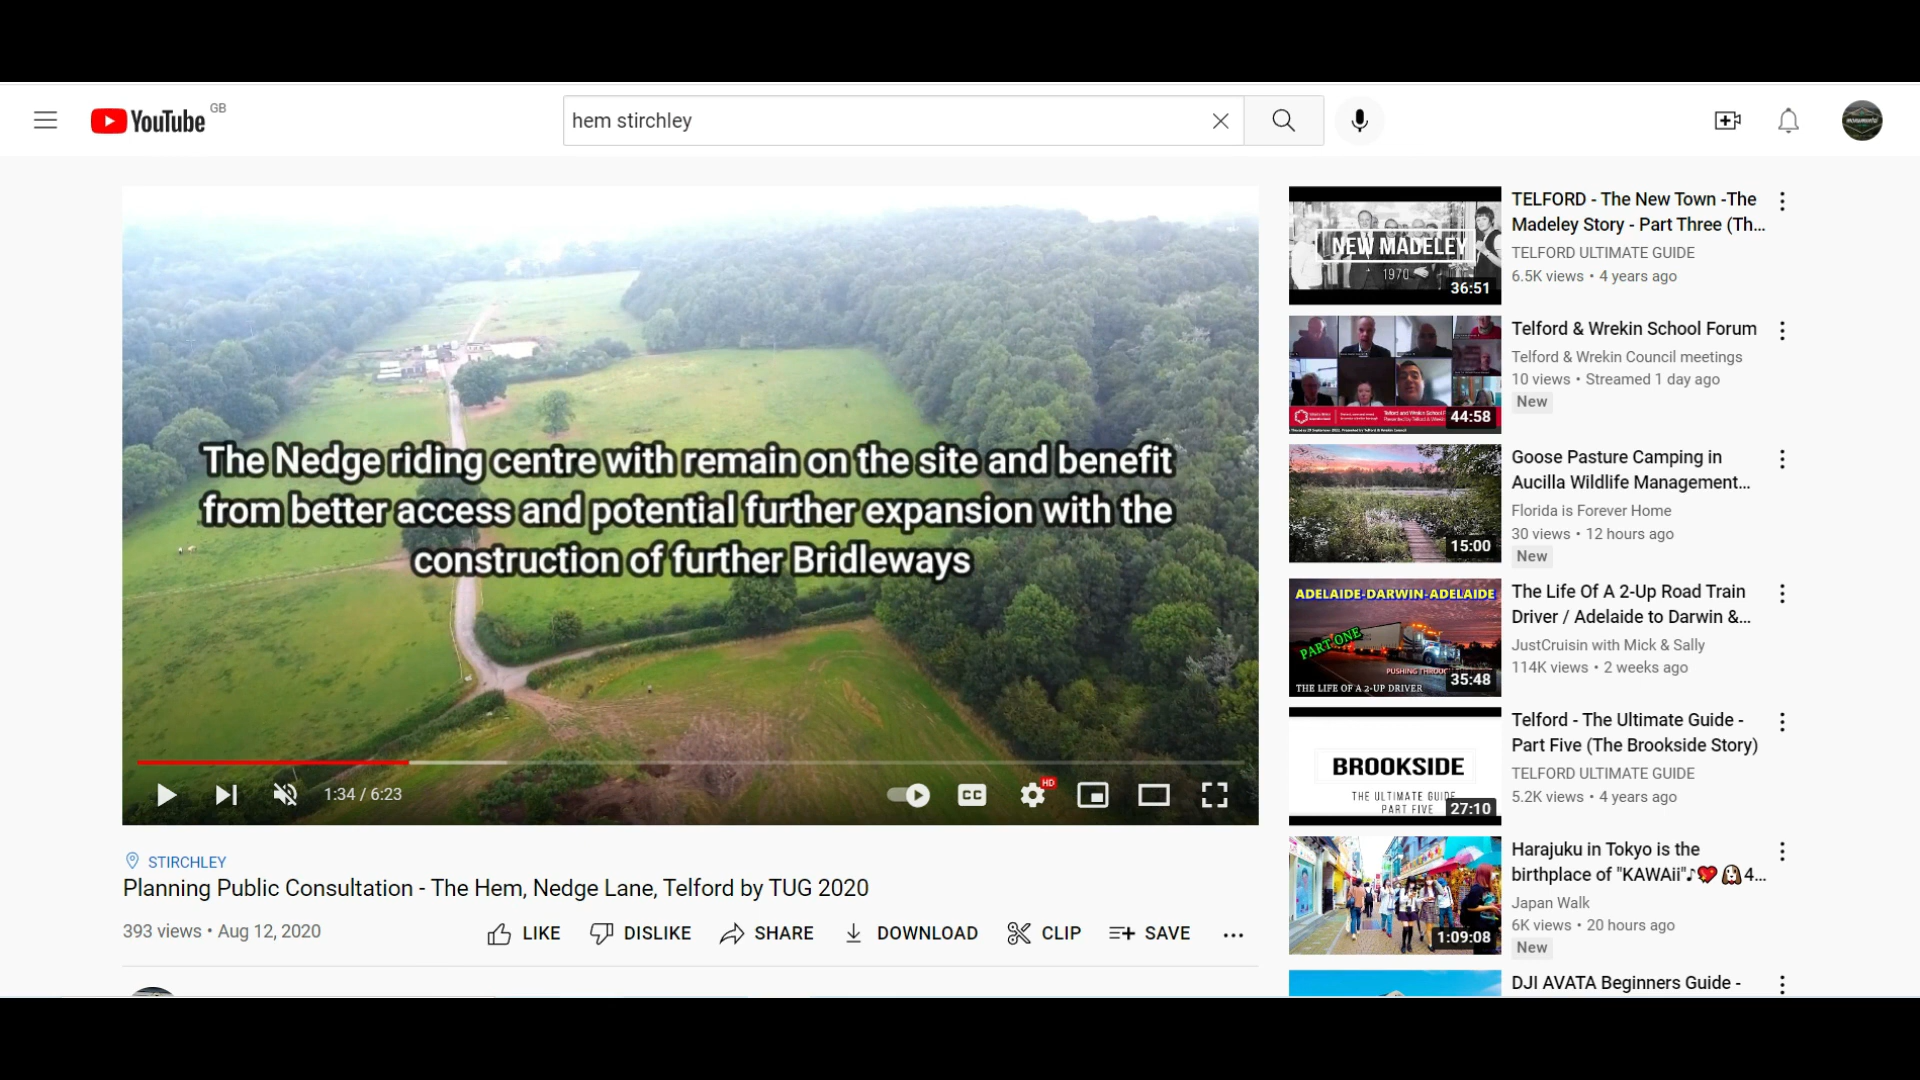 YouTube GB
hem stirchley
The Nedge riding centre with remain on the site and benefit
from better access and potential further expansion with the
construction of further Bridleways
HD
CC
1:34 / 6:23
STIRCHLEY
Planning Public Consultation - The Hem, Nedge Lane, Telford by TUG 2020
393 views • Aug 12, 2020
LIKE
DISLIKE
SHARE
DOWNLOAD
CLIP
SAVE
NEW MADELEY
1970
36:51
TELFORD - The New Town -The
Madeley Story - Part Three (Th...
TELFORD ULTIMATE GUIDE
6.5K views • 4 years ago
44:58
Telford & Wrekin School Forum
Telford & Wrekin Council meetings
10 views • Streamed 1 day ago
New
15:00
Goose Pasture Camping in
Aucilla Wildlife Management...
Florida is Forever Home
30 views • 12 hours ago
New
ADELAIDE-DARWIN-ADELAIDE
PART ONE
PUSHING THROUG
THE LIFE OF A 2-UP DRIVER
35:48
The Life Of A 2-Up Road Train
Driver / Adelaide to Darwin &...
JustCruisin with Mick & Sally
114K views • 2 weeks ago
BROOKSIDE
THE ULTIMATE GUIDE
PART FIVE
27:10
Telford - The Ultimate Guide -
Part Five (The Brookside Story)
TELFORD ULTIMATE GUIDE
5.2K views • 4 years ago
1:09:08
Harajuku in Tokyo is the
birthplace of "KAWAii"♪❤️🐶4...
Japan Walk
6K views • 20 hours ago
New
DJI AVATA Beginners Guide -